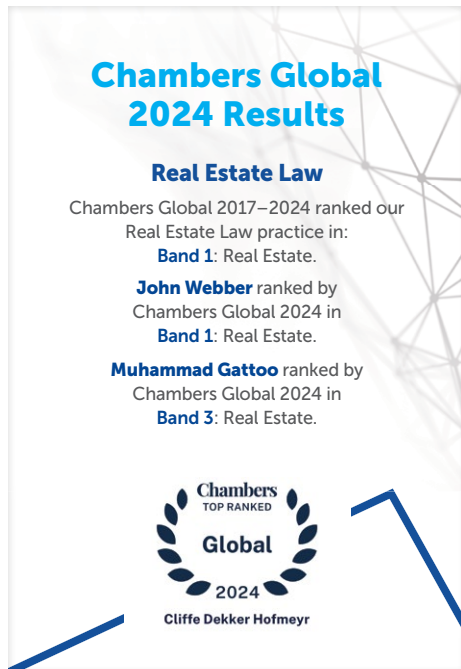 Chambers Global
2024 Results
Real Estate Law
Chambers Global 2017–2024 ranked our
Real Estate Law practice in:
Band 1: Real Estate.
John Webber ranked by
Chambers Global 2024 in
Band 1: Real Estate.
Muhammad Gattoo ranked by
Chambers Global 2024 in
Band 3: Real Estate.
Chambers
TOP RANKED
Global
2024
Cliffe Dekker Hofmeyr